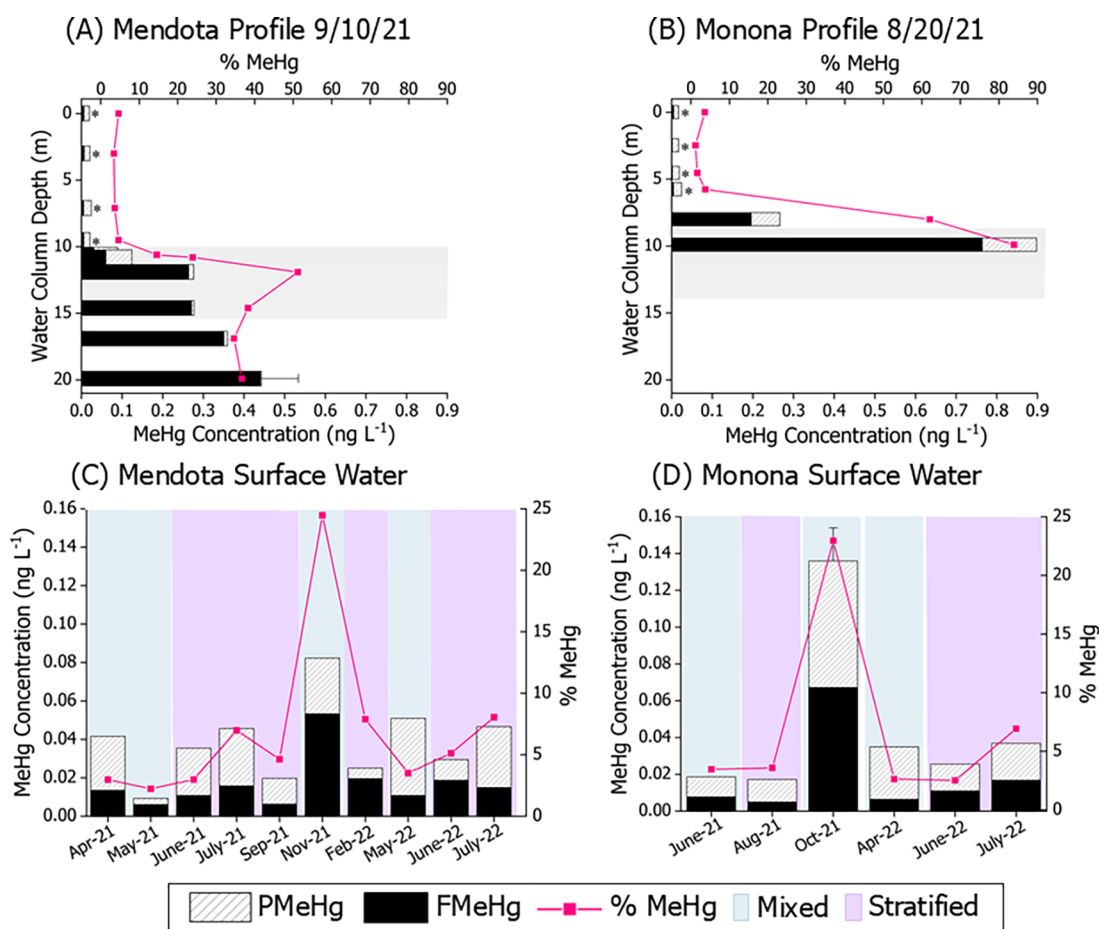 (A) Mendota Profile 9/10/21
% MeHg
0 10 20 30 40 50 60 70 80 90
0
5
10
15
20
Water Column Depth (m)
* * * *
0.0 0.1 0.2 0.3 0.4 0.5 0.6 0.7 0.8 0.9
MeHg Concentration (ng L⁻¹)
(B) Monona Profile 8/20/21
% MeHg
0 10 20 30 40 50 60 70 80 90
0
5
10
15
20
Water Column Depth (m)
* * * *
0.0 0.1 0.2 0.3 0.4 0.5 0.6 0.7 0.8 0.9
MeHg Concentration (ng L⁻¹)
(C) Mendota Surface Water
MeHg Concentration (ng L⁻¹)
0.16
0.14
0.12
0.10
0.08
0.06
0.04
0.02
0.00
25
20
15
10
5
0
% MeHg
Apr-21 May-21 June-21 July-21 Sep-21 Nov-21 Feb-22 May-22 June-22 July-22
(D) Monona Surface Water
MeHg Concentration (ng L⁻¹)
0.16
0.14
0.12
0.10
0.08
0.06
0.04
0.02
0.00
25
20
15
10
5
0
% MeHg
June-21 Aug-21 Oct-21 Apr-22 June-22 July-22
PMeHg FMeHg % MeHg Mixed Stratified